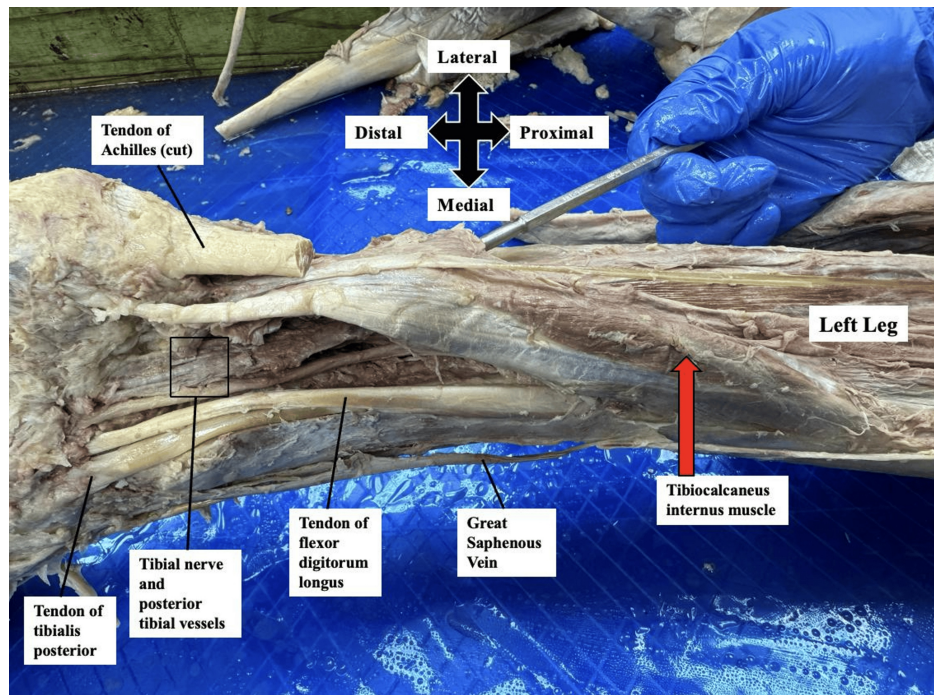 Lateral
Distal
Proximal
Medial
Tendon of
Achilles (cut)
Left Leg
Tibiocalcaneus
internus muscle
Great
Saphenous
Vein
Tendon of
flexor
digitorum
longus
Tibial nerve
and
posterior
tibial vessels
Tendon of
tibialis
posterior